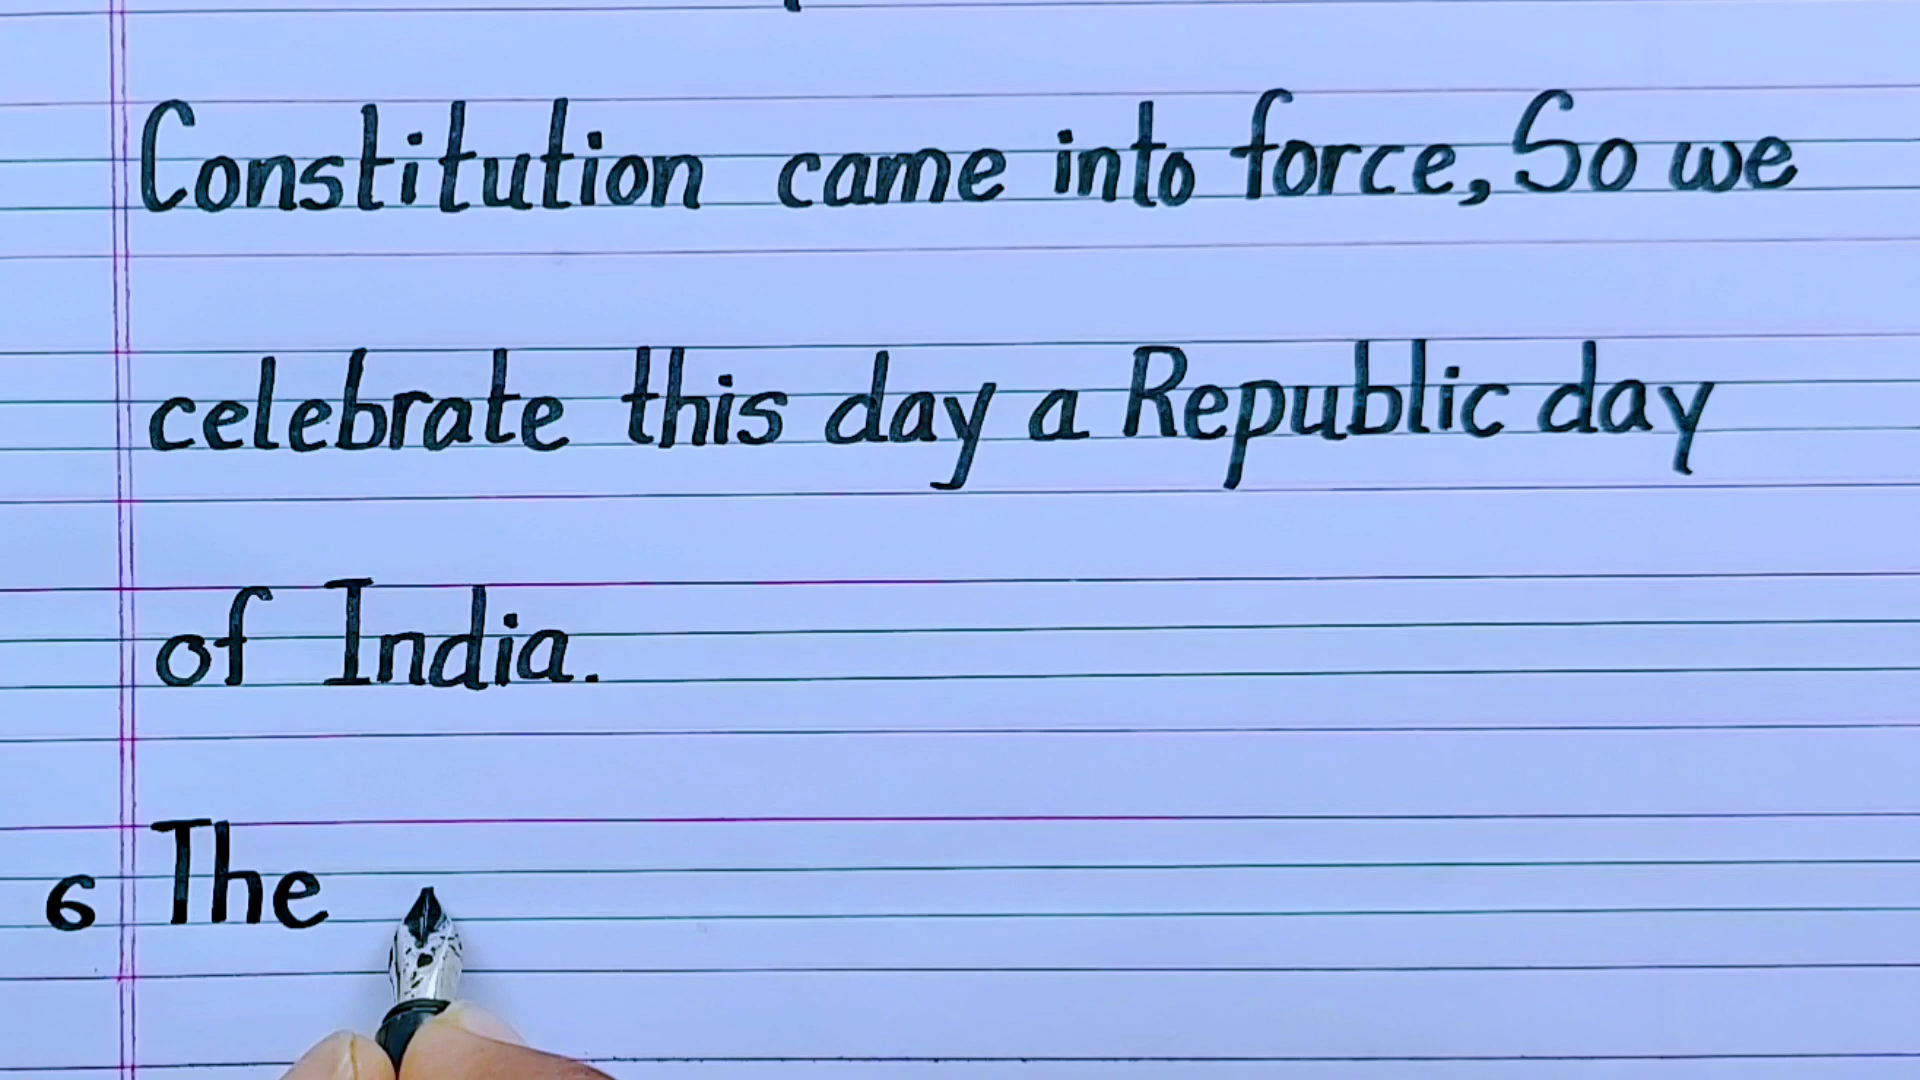 Constitution came into force, So we
celebrate this day a Republic day
of India.
6 The